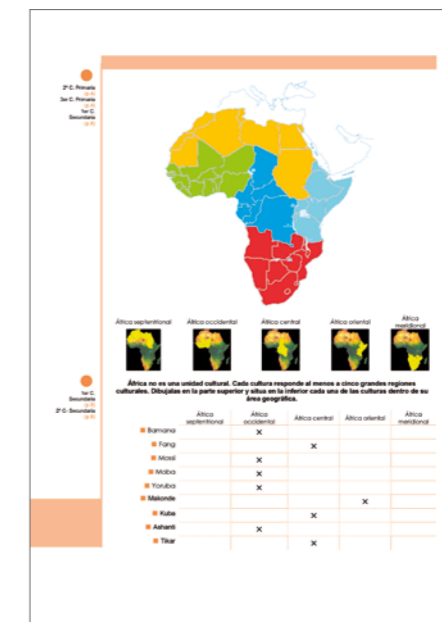 2º C. Primaria
3er C. Primaria
1er C.
Secundaria
África septentrional
África occidental
África central
África oriental
África
meridional
África no es una unidad cultural. Cada cultura responde al menos a cinco grandes regiones
culturales. Dibujalas en la parte superior y situa en la inferior cada una de las culturas dentro de su
área geográfica.
1er C.
Secundaria
2º C. Secundaria
África
septentrional
África
occidental
África central
África oriental
África
meridional
Bamana
×
Fang
×
Mossi
×
×
Yoruba
×
Makonde
×
Kuba
×
Ashanti
×
Tikar
×